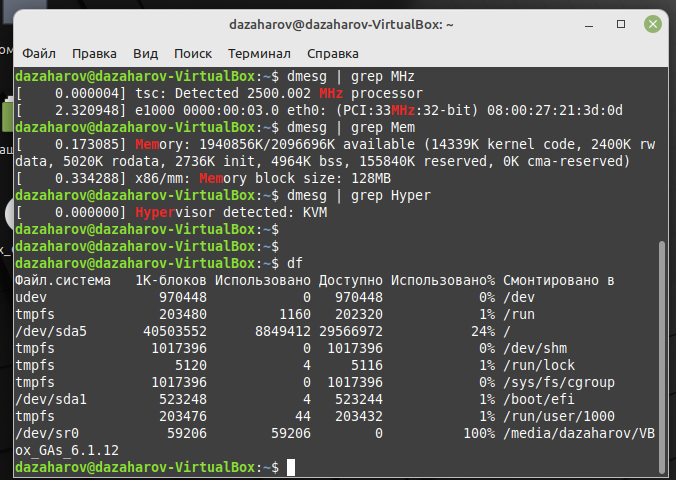 dazaharov@dazaharov-VirtualBox: ~
Файл Правка Вид Поиск Терминал Справка
dazaharov@dazaharov-VirtualBox:~$ dmesg | grep MHz
[    0.000004] tsc: Detected 2500.002 MHz processor
[    2.320948] e1000 0000:00:03.0 eth0: (PCI:33MHz:32-bit) 08:00:27:21:3d:0d
dazaharov@dazaharov-VirtualBox:~$ dmesg | grep Mem
[    0.173085] Memory: 1940856K/2096696K available (14339K kernel code, 2400K rw
data, 5020K rodata, 2736K init, 4964K bss, 155840K reserved, 0K cma-reserved)
[    0.334288] x86/mm: Memory block size: 128MB
dazaharov@dazaharov-VirtualBox:~$ dmesg | grep Hyper
[    0.000000] Hypervisor detected: KVM
dazaharov@dazaharov-VirtualBox:~$
dazaharov@dazaharov-VirtualBox:~$
dazaharov@dazaharov-VirtualBox:~$ df
Файл.система   1K-блоков Использовано Доступно Использовано% Смонтировано в
udev              970448            0   970448            0% /dev
tmpfs             203480         1160   202320            1% /run
/dev/sda5       40503552      8849412 29566972           24% /
tmpfs            1017396            0  1017396            0% /dev/shm
tmpfs               5120            4     5116            1% /run/lock
tmpfs            1017396            0  1017396            0% /sys/fs/cgroup
/dev/sda1         523248            4   523244            1% /boot/efi
tmpfs             203476           44   203432            1% /run/user/1000
/dev/sr0           59206        59206        0          100% /media/dazaharov/VB
ox_GAs_6.1.12
dazaharov@dazaharov-VirtualBox:~$